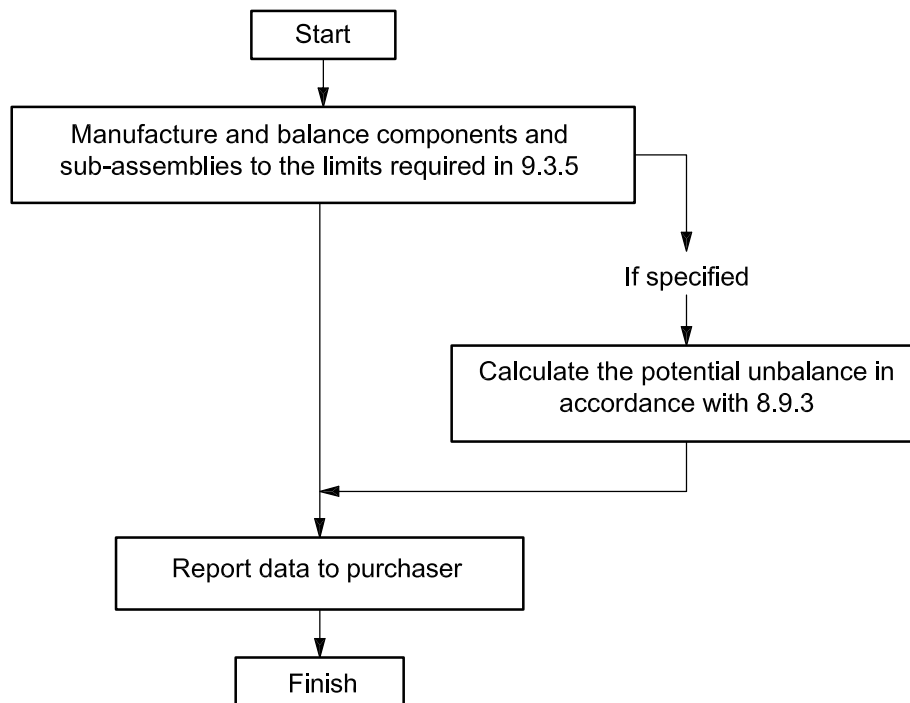 Start
Manufacture and balance components and
sub-assemblies to the limits required in 9.3.5
If specified
Calculate the potential unbalance in
accordance with 8.9.3
Report data to purchaser
Finish